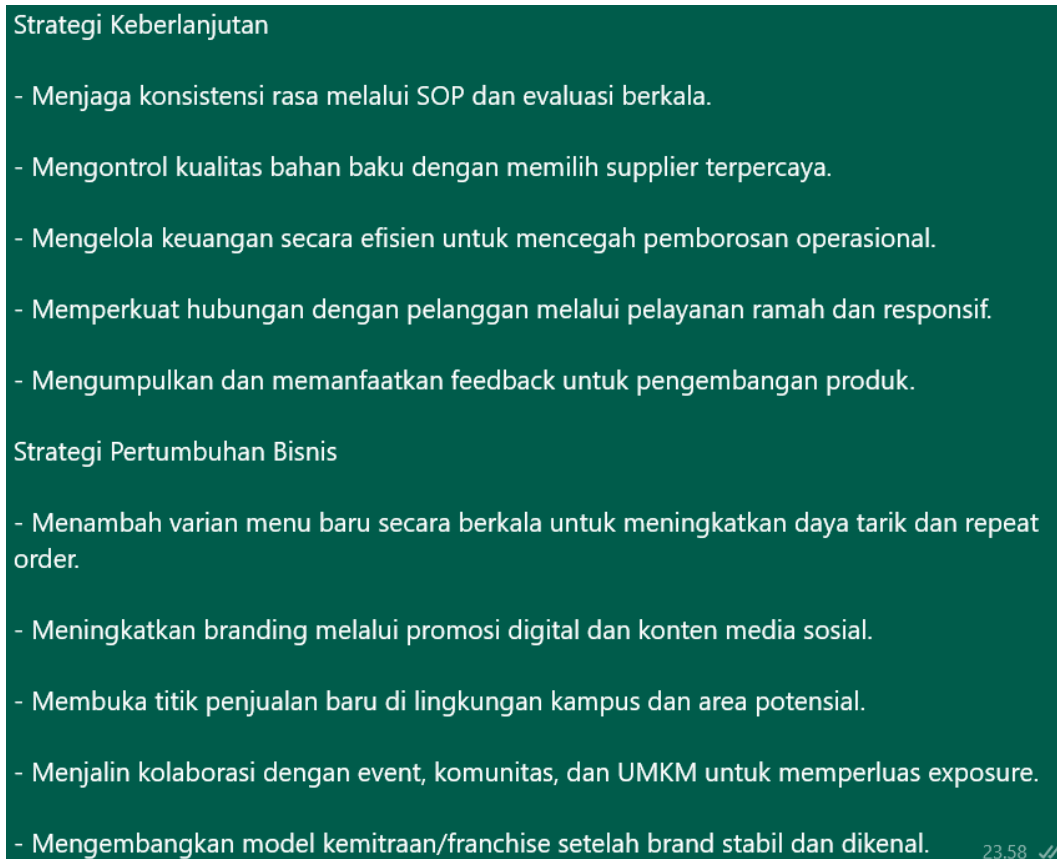 Strategi Keberlanjutan
- Menjaga konsistensi rasa melalui SOP dan evaluasi berkala.
- Mengontrol kualitas bahan baku dengan memilih supplier terpercaya.
- Mengelola keuangan secara efisien untuk mencegah pemborosan operasional.
- Memperkuat hubungan dengan pelanggan melalui pelayanan ramah dan responsif.
- Mengumpulkan dan memanfaatkan feedback untuk pengembangan produk.
Strategi Pertumbuhan Bisnis
- Menambah varian menu baru secara berkala untuk meningkatkan daya tarik dan repeat
order.
- Meningkatkan branding melalui promosi digital dan konten media sosial.
- Membuka titik penjualan baru di lingkungan kampus dan area potensial.
- Menjalin kolaborasi dengan event, komunitas, dan UMKM untuk memperluas exposure.
- Mengembangkan model kemitraan/franchise setelah brand stabil dan dikenal.
23.58